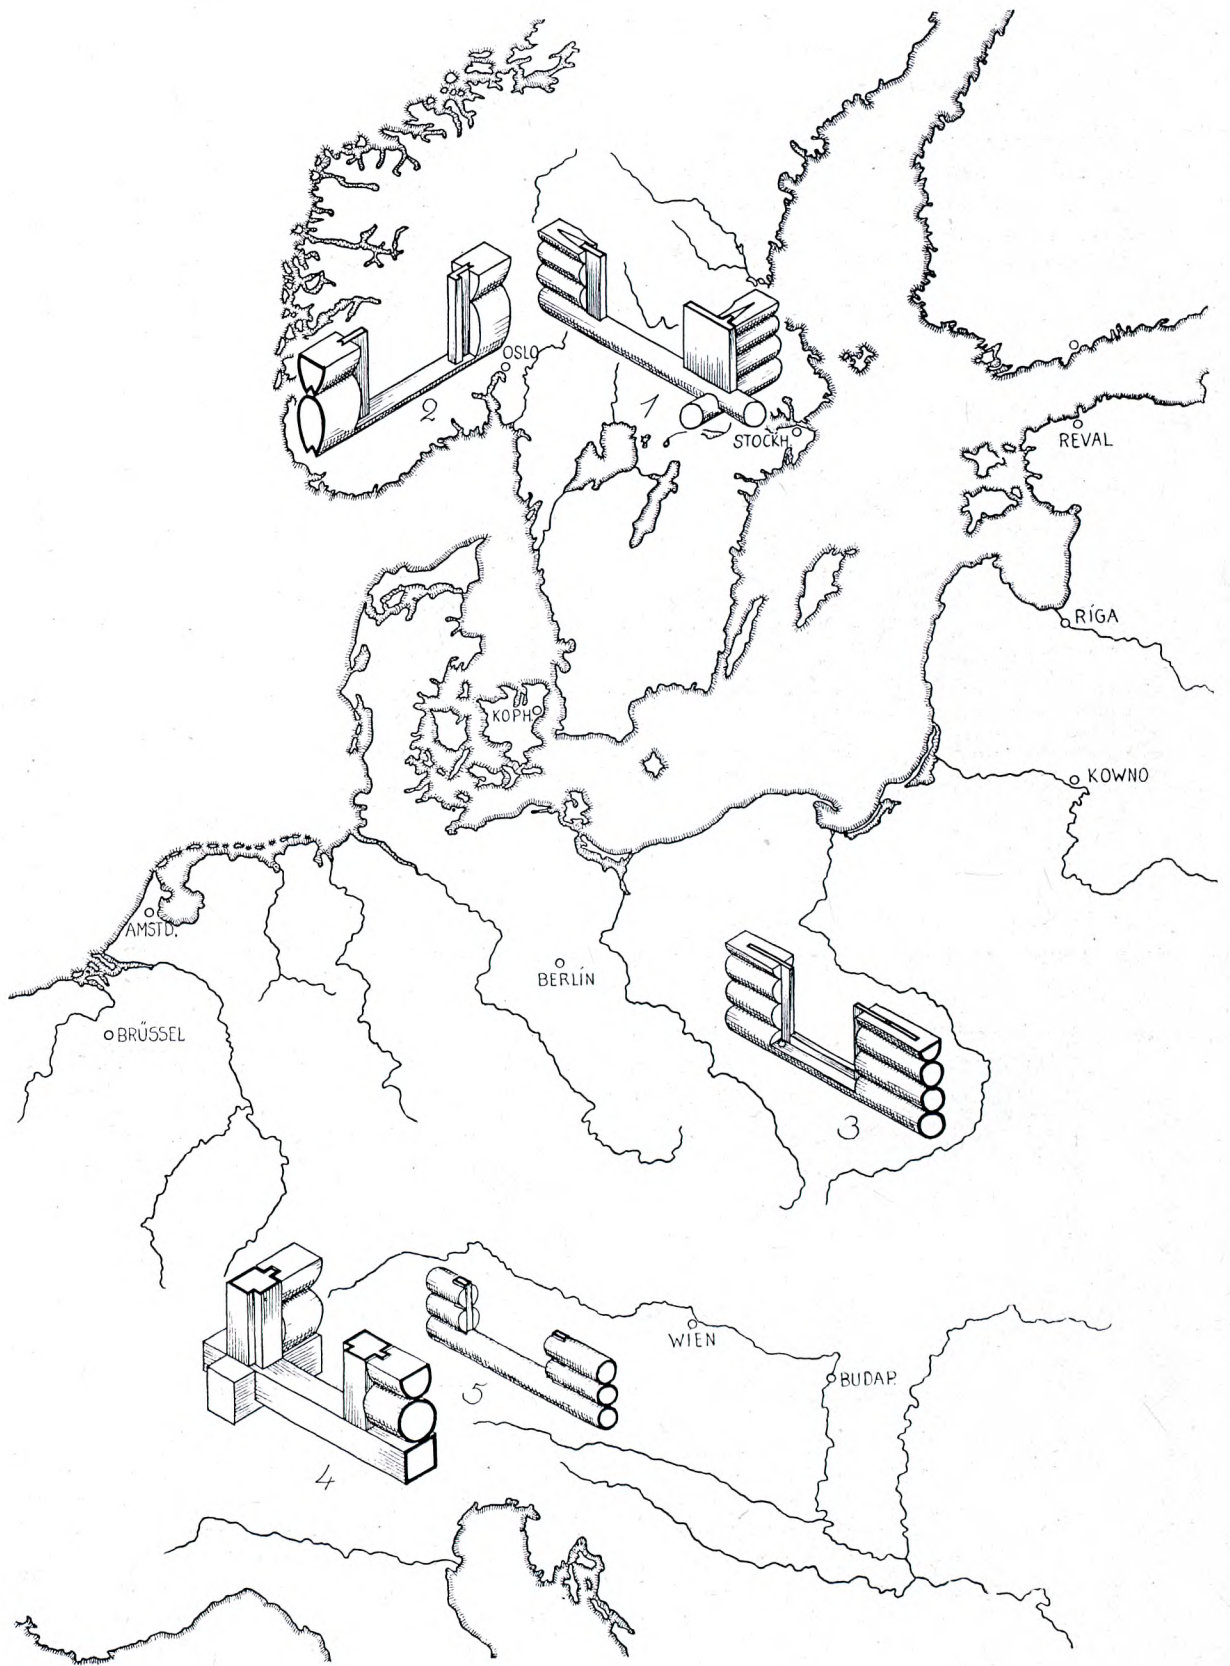 OSLO
2
1
STOCKH.
REVAL
RÍGA
KOPH.
KOWNO
AMSTD.
BERLÍN
BRÜSSEL
3
WIEN
BUDAP.
5
4